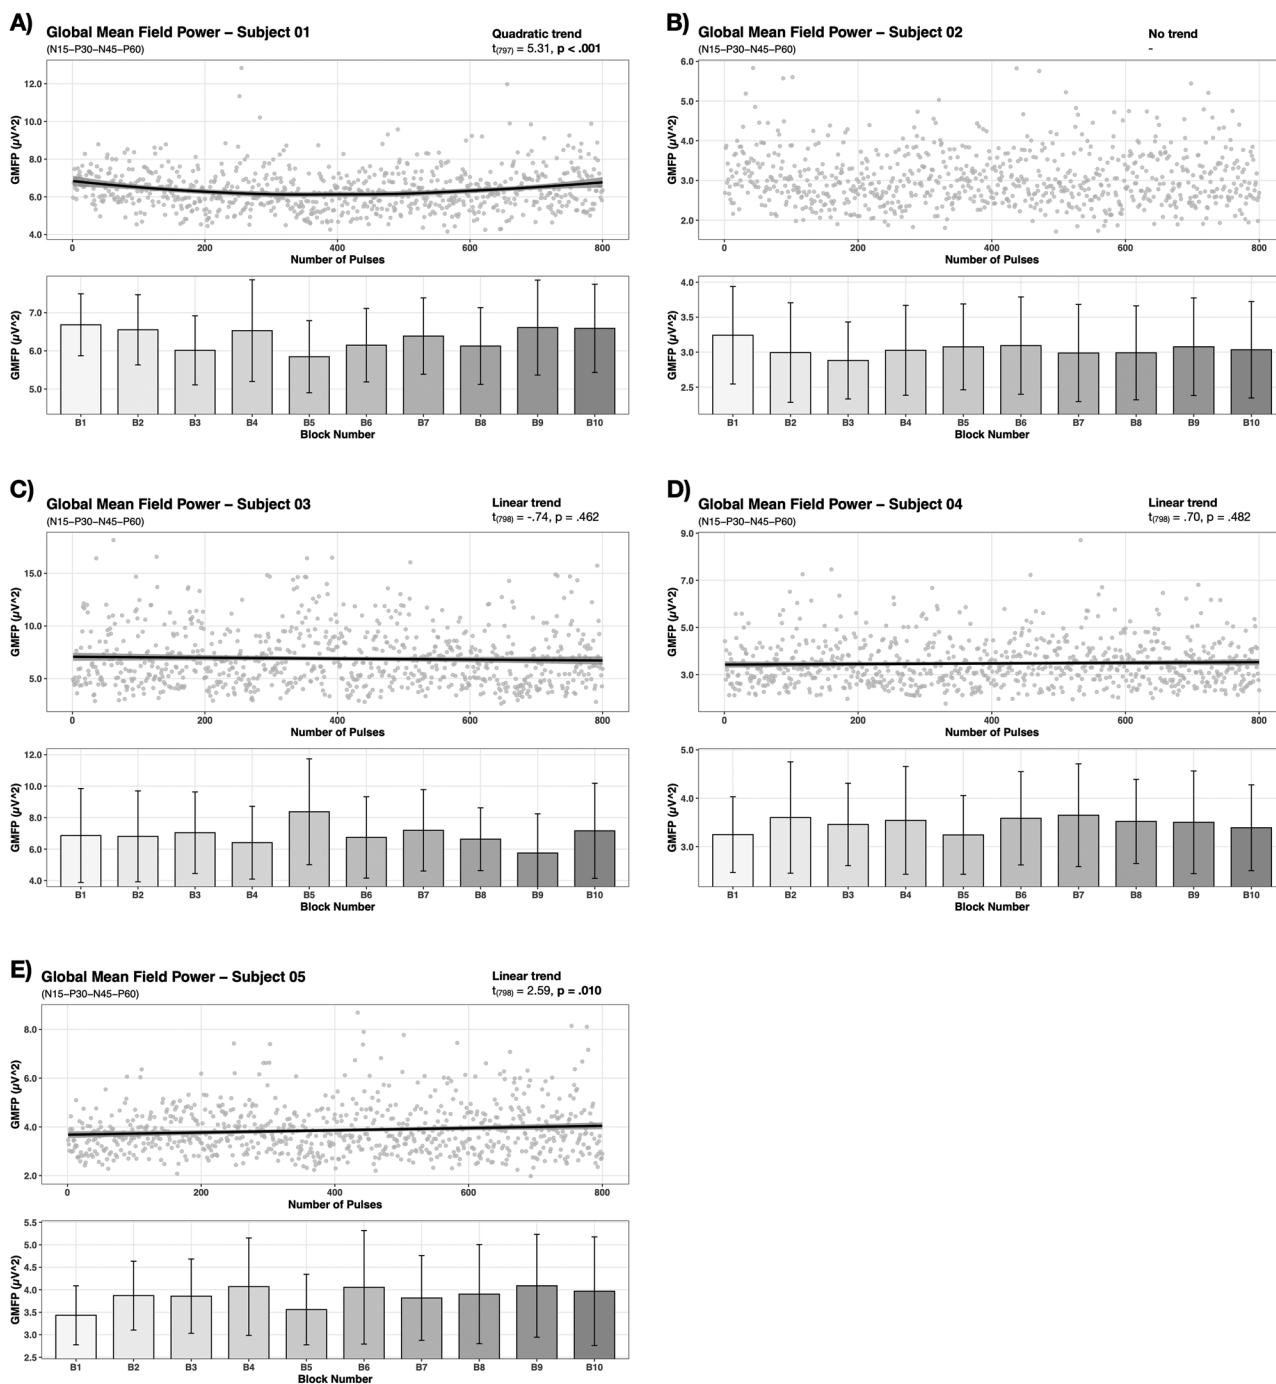 A)
Global Mean Field Power – Subject 01
(N15–P30–N45–P60)
Quadratic trend
t(797) = 5.31, p < .001
GMFP (µV^2)
12.0
10.0
8.0
6.0
4.0
0 200 400 600 800
Number of Pulses
GMFP (µV^2)
7.0
6.0
5.0
B1 B2 B3 B4 B5 B6 B7 B8 B9 B10
Block Number
B)
Global Mean Field Power – Subject 02
(N15–P30–N45–P60)
No trend
-
GMFP (µV^2)
6.0
5.0
4.0
3.0
2.0
0 200 400 600 800
Number of Pulses
GMFP (µV^2)
4.0
3.5
3.0
2.5
B1 B2 B3 B4 B5 B6 B7 B8 B9 B10
Block Number
C)
Global Mean Field Power – Subject 03
(N15–P30–N45–P60)
Linear trend
t(798) = -.74, p = .462
GMFP (µV^2)
15.0
10.0
5.0
0 200 400 600 800
Number of Pulses
GMFP (µV^2)
12.0
10.0
8.0
6.0
4.0
B1 B2 B3 B4 B5 B6 B7 B8 B9 B10
Block Number
D)
Global Mean Field Power – Subject 04
(N15–P30–N45–P60)
Linear trend
t(798) = .70, p = .482
GMFP (µV^2)
9.0
7.0
5.0
3.0
0 200 400 600 800
Number of Pulses
GMFP (µV^2)
5.0
4.0
3.0
B1 B2 B3 B4 B5 B6 B7 B8 B9 B10
Block Number
E)
Global Mean Field Power – Subject 05
(N15–P30–N45–P60)
Linear trend
t(798) = 2.59, p = .010
GMFP (µV^2)
8.0
6.0
4.0
2.0
0 200 400 600 800
Number of Pulses
GMFP (µV^2)
5.5
5.0
4.5
4.0
3.5
3.0
2.5
B1 B2 B3 B4 B5 B6 B7 B8 B9 B10
Block Number